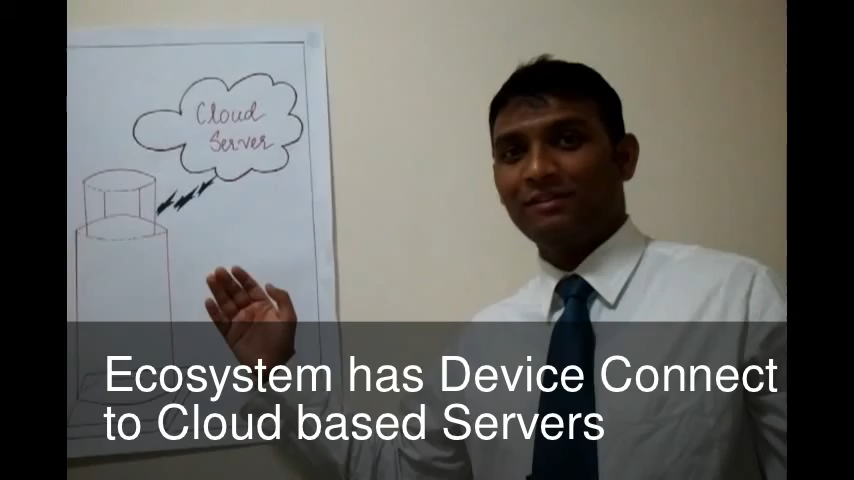 Cloud
Server
Ecosystem has Device Connect
to Cloud based Servers